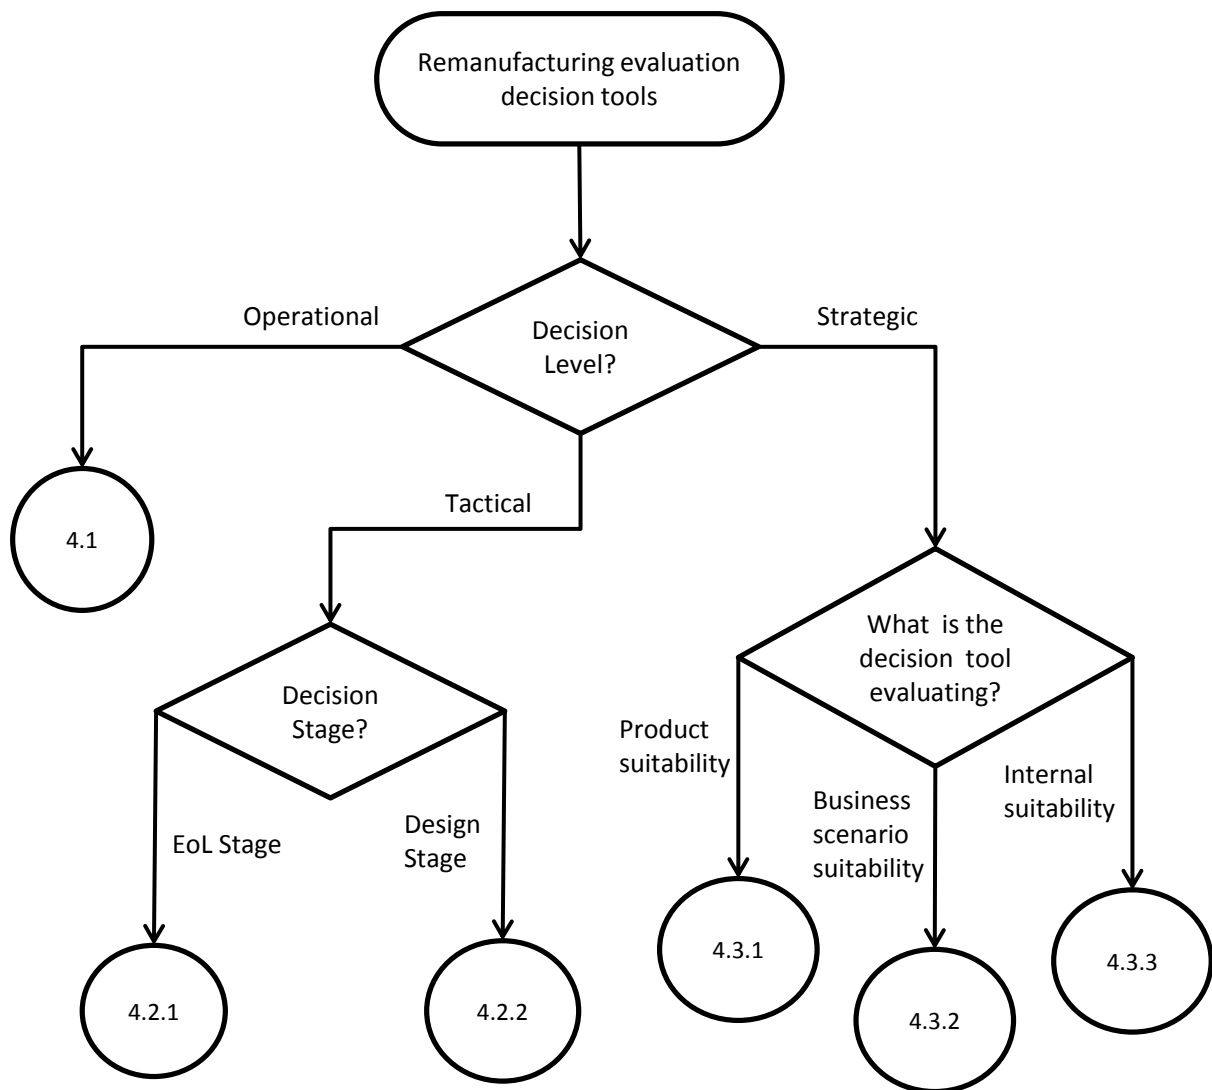 Remanufacturing evaluation
decision tools
Operational
Strategic
Decision
Level?
Tactical
4.1
What is the
decision tool
evaluating?
Decision
Stage?
Product
suitability
Internal
suitability
Business
scenario
suitability
EoL Stage
Design
Stage
4.3.1
4.3.3
4.2.1
4.2.2
4.3.2